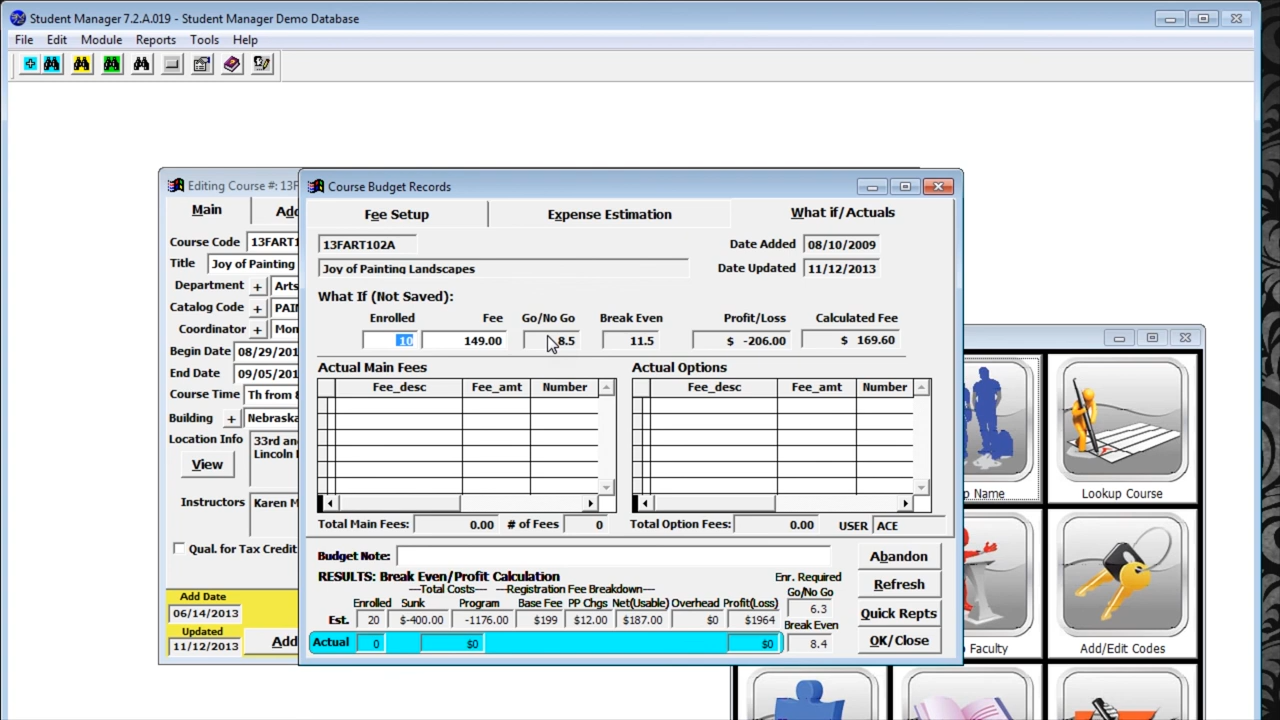 Student Manager 7.2.A.019 - Student Manager Demo Database
File Edit Module Reports Tools Help
Editing Course #: 13F
Main
Course Code 13FART1
Title Joy of Painting
Department + Arts
Catalog Code + PAI
Coordinator + Mon
Begin Date 08/29/201
End Date 09/05/201
Course Time Th from 8
Building + Nebraska
Location Info 33rd an
Lincoln
View
Instructors Karen M
Qual. for Tax Credit
Add Date
06/14/2013
Updated
11/12/2013
Course Budget Records
Fee Setup Expense Estimation What if/Actuals
13FART102A Date Added 08/10/2009
Joy of Painting Landscapes Date Updated 11/12/2013
What If (Not Saved):
Enrolled Fee Go/No Go Break Even Profit/Loss Calculated Fee
10 149.00 8.5 11.5 $ -206.00 $ 169.60
Actual Main Fees Actual Options
Fee_desc Fee_amt Number Fee_desc Fee_amt Number
Total Main Fees: 0.00 # of Fees 0 Total Option Fees: 0.00 USER ACE
Budget Note: Abandon
RESULTS: Break Even/Profit Calculation Enr. Required
---Total Costs--- ---Registration Fee Breakdown---- Go/No Go
Enrolled Sunk Program Base Fee PP Chgs Net(Usable) Overhead Profit(Loss)
Est. 20 $-400.00 -1176.00 $199 $12.00 $187.00 $0 $1964 6.3
Break Even
Actual 0 $0 $0 8.4
Refresh
Quick Repts
OK/Close
Name
Lookup Course
Faculty
Add/Edit Codes